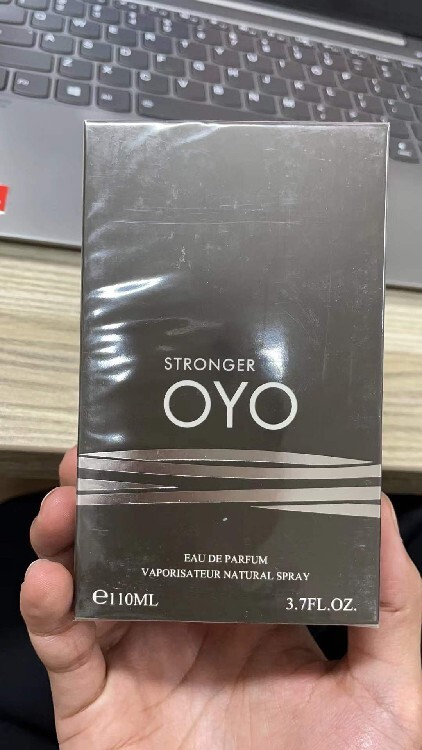 STRONGER
OYO
EAU DE PARFUM
VAPORISATEUR NATURAL SPRAY
℮110ML 3.7FL.OZ.